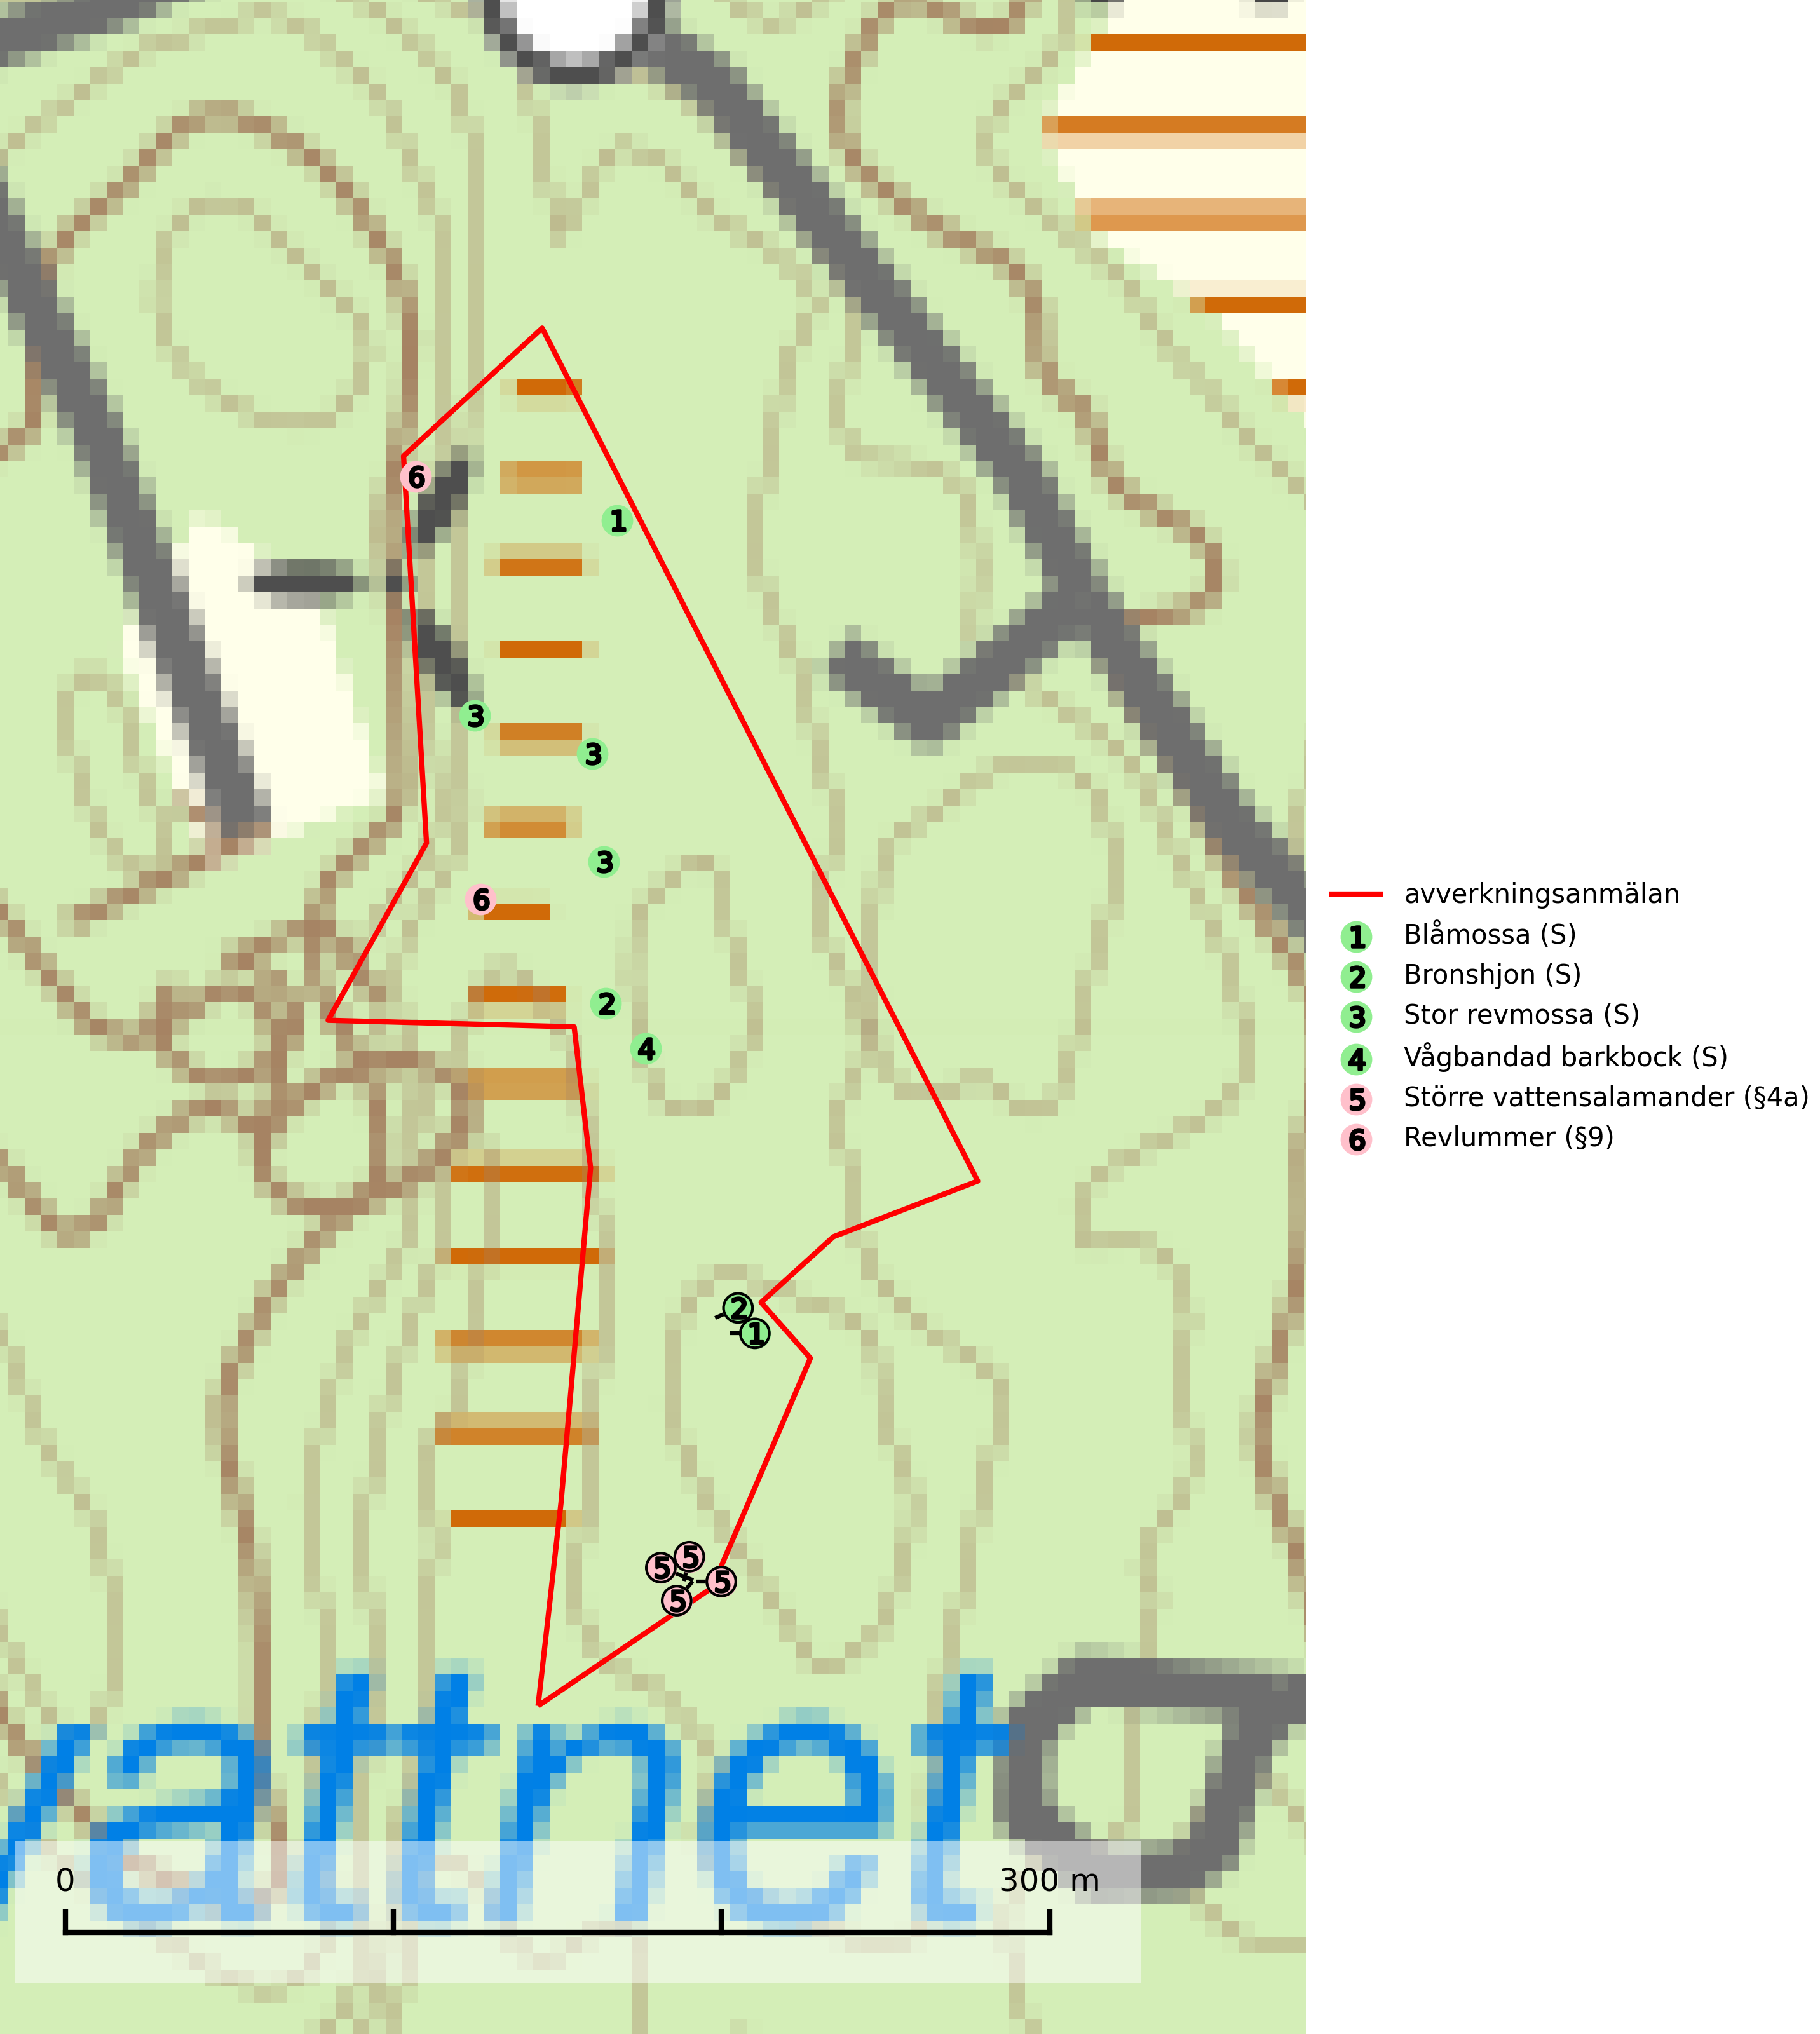 6
1
3
3
3
6
2
4
2
1
5
5
5
5
vattnet
0
300 m
avverkningsanmälan
1 Blåmossa (S)
2 Bronshjon (S)
3 Stor revmossa (S)
4 Vågbandad barkbock (S)
5 Större vattensalamander (§4a)
6 Revlummer (§9)